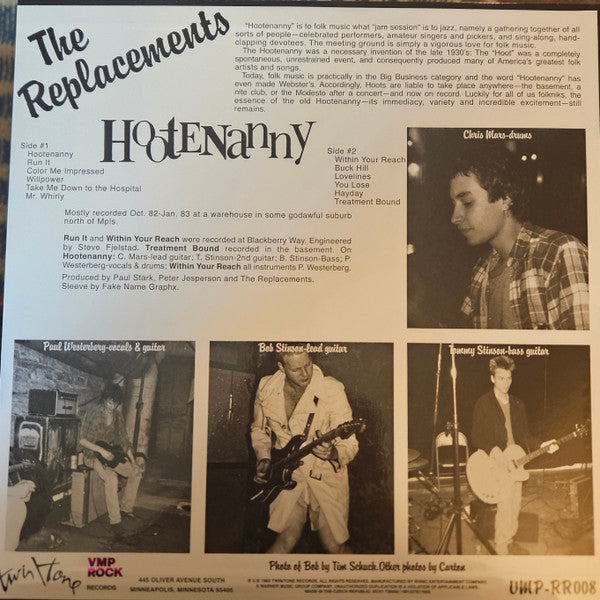 The
Replacements
"Hootenanny" is to folk music what "jam session" is to jazz, namely a gathering together of all
sorts of people—celebrated performers, amateur singers and pickers, and sing-along, hand-
clapping devotees. The meeting ground is simply a vigorous love for folk music.
The Hootenanny was a necessary invention of the late 1930's: The "Hoot" was a completely
spontaneous, unrestrained event, and consequently produced many of America's greatest folk
artists and songs.
Today, folk music is practically in the Big Business category and the word "Hootenanny" has
even made Webster's. Accordingly, Hoots are liable to take place anywhere—the basement, a
nite club, or the Modesto after a concert—and now on record. Luckily for all of us folkniks, the
essence of the old Hootenanny—its immediacy, variety and incredible excitement—still
remains.
HootENanny
Side #1
Hootenanny
Run It
Color Me Impressed
Willpower
Take Me Down to the Hospital
Mr. Whirly
Side #2
Within Your Reach
Buck Hill
Lovelines
You Lose
Hayday
Treatment Bound
Mostly recorded Oct. 82-Jan. 83 at a warehouse in some godawful suburb
north of Mpls.
Run It and Within Your Reach were recorded at Blackberry Way. Engineered
by Steve Fjelstad. Treatment Bound recorded in the basement. On
Hootenanny: C. Mars-lead guitar; T. Stinson-2nd guitar; B. Stinson-Bass; P.
Westerberg-vocals & drums; Within Your Reach all instruments P. Westerberg.
Produced by Paul Stark, Peter Jesperson and The Replacements.
Sleeve by Fake Name Graphx.
Chris Mars-drums
Paul Westerberg-vocals & guitar
Bob Stinson-lead guitar
Tommy Stinson-bass guitar
Photo of Bob by Tim Schuck. Other photos by Carton
Twin/Tone
VMP
ROCK
RECORDS
445 OLIVER AVENUE SOUTH
MINNEAPOLIS, MINNESOTA 55405
VMP-RR008